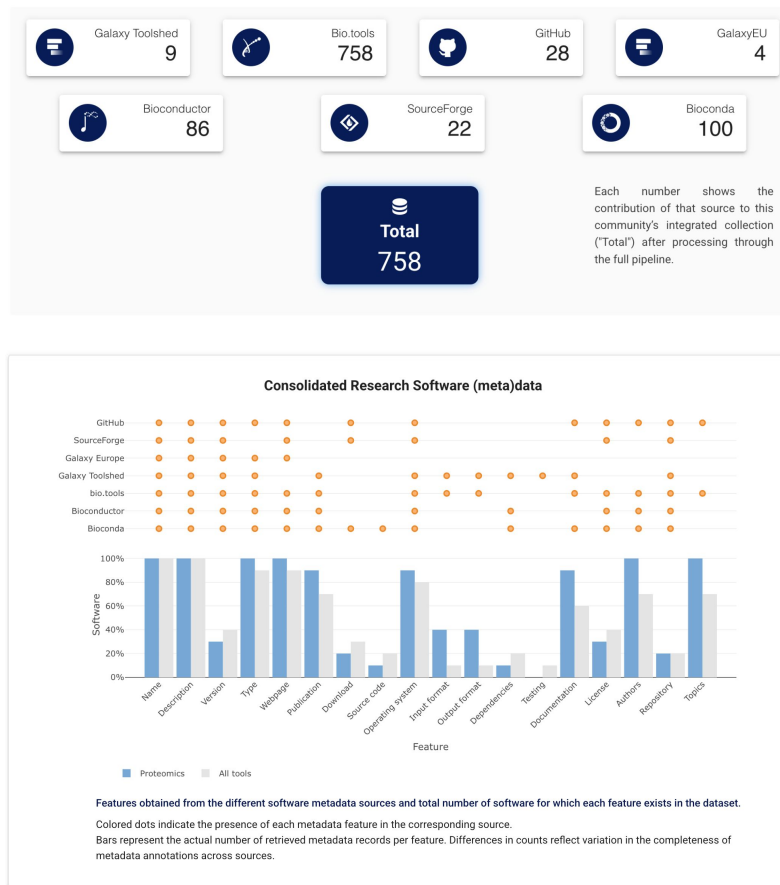 Galaxy Toolshed
9
Bio.tools
758
GitHub
28
GalaxyEU
4
Bioconductor
86
SourceForge
22
Bioconda
100
Total
758
Each number shows the
contribution of that source to this
community's integrated collection
("Total") after processing through
the full pipeline.
Consolidated Research Software (meta)data
GitHub
SourceForge
Galaxy Europe
Galaxy Toolshed
bio.tools
Bioconductor
Bioconda
100%
80%
60%
40%
20%
0%
Software
Name
Description
Version
Type
Webpage
Publication
Download
Source code
Operating system
Input format
Output format
Dependencies
Testing
Documentation
License
Authors
Repository
Topics
Feature
Proteomics
All tools
Features obtained from the different software metadata sources and total number of software for which each feature exists in the dataset.
Colored dots indicate the presence of each metadata feature in the corresponding source.
Bars represent the actual number of retrieved metadata records per feature. Differences in counts reflect variation in the completeness of
metadata annotations across sources.